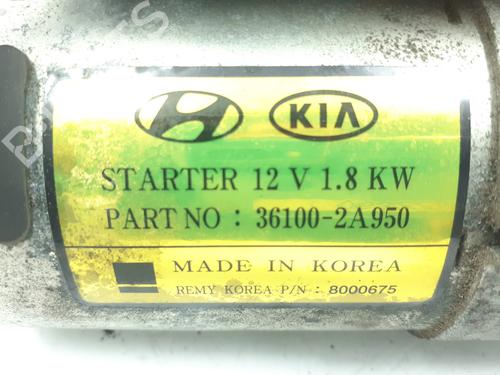 KIA
STARTER 12 V 1.8 KW
PART NO : 36100-2A950
MADE IN KOREA
REMY KOREA P/N : 8000675